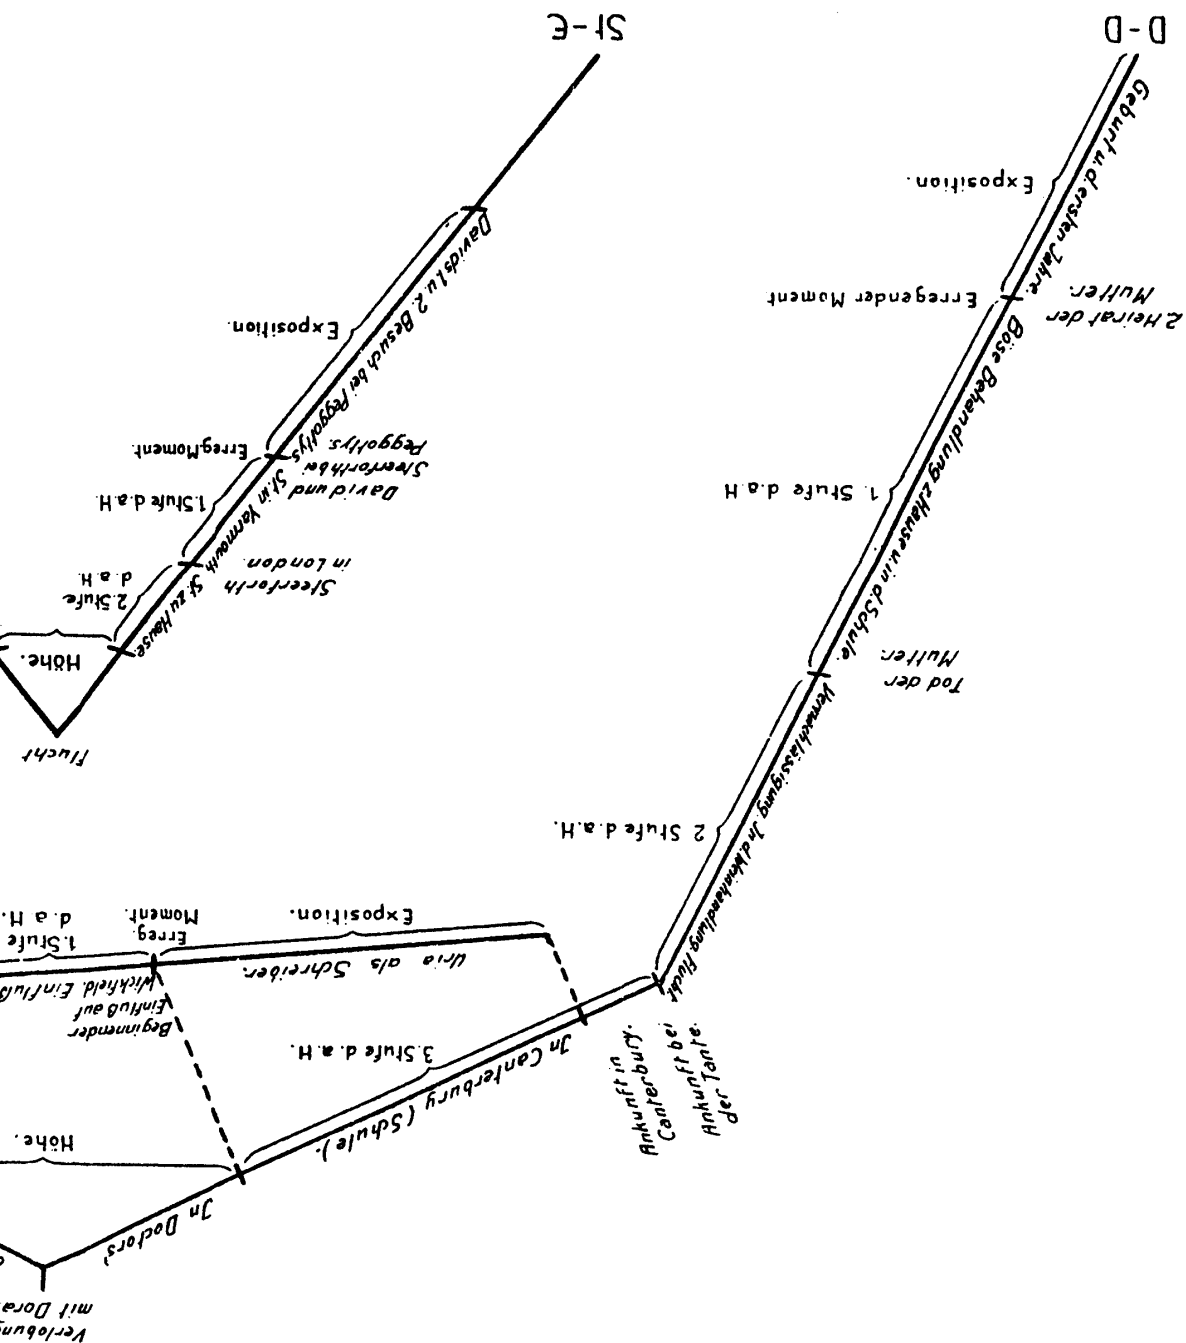 Verlobung
mit Dora
In Doctors'
Höhe.
In Canterbury (Schule).
3. Stufe d. a. H.
Ankunft in
Canterbury.
Ankunft bei
der Tante.
Beginnender
Einfluß auf
Wickfield. Einfluß
Uria als Schreiber.
1. Stufe
d. a. H.
Erreg.
Moment.
Exposition.
Vernachlässigung. In d. Weinhandlung. Flucht
2. Stufe d. a. H.
Tod der
Mutter.
Böse Behandlung z. Hause u. in d. Schule.
1. Stufe d. a. H.
2. Heirat der
Mutter.
Erregender Moment
Geburt u. d. ersten Jahre.
Exposition.
D-D
Flucht
Höhe.
St. zu Hause.
2. Stufe
d. a. H.
Steerforth
in London.
St. in Yarmouth.
1. Stufe d. a. H.
David und
Steerforth bei
Peggottys.
Erreg. Moment.
Davids 1. u. 2. Besuch bei Peggottys
Exposition.
St-E